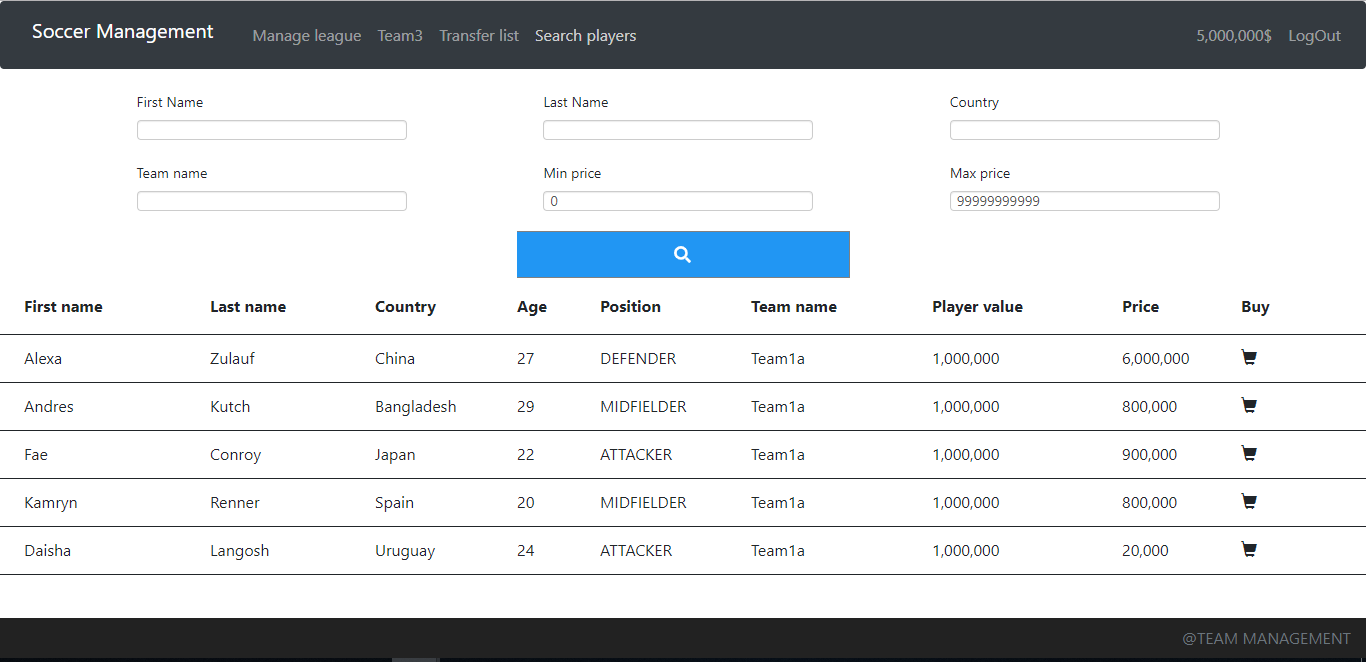 Soccer Management Manage league Team3 Transfer list Search players 5,000,000$ LogOut
First Name Last Name Country
Team name Min price Max price
0 99999999999
First name Last name Country Age Position Team name Player value Price Buy
Alexa Zulauf China 27 DEFENDER Team1a 1,000,000 6,000,000
Andres Kutch Bangladesh 29 MIDFIELDER Team1a 1,000,000 800,000
Fae Conroy Japan 22 ATTACKER Team1a 1,000,000 900,000
Kamryn Renner Spain 20 MIDFIELDER Team1a 1,000,000 800,000
Daisha Langosh Uruguay 24 ATTACKER Team1a 1,000,000 20,000
@TEAM MANAGEMENT